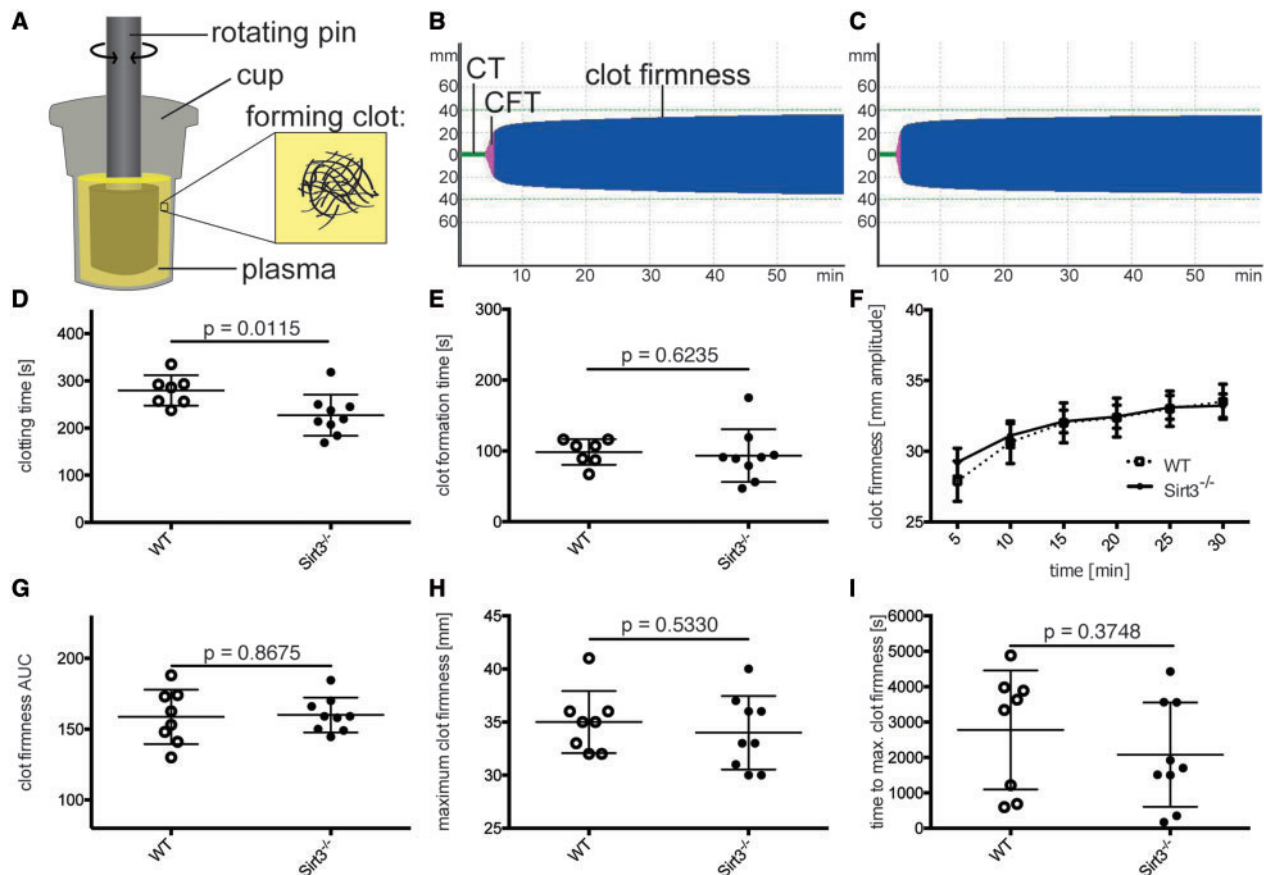 A
rotating pin
cup
forming clot:
plasma
B
mm
60
40
20
0
20
40
60
CT
CFT
clot firmness
10
20
30
40
50
min
C
mm
60
40
20
0
20
40
60
10
20
30
40
50
min
D
clotting time [s]
400
300
200
100
0
p = 0.0115
WT
Sirt3-/-
E
clot formation time [s]
300
200
100
0
p = 0.6235
WT
Sirt3-/-
F
clot firmness [mm amplitude]
35
30
25
WT
Sirt3-/-
5
10
15
20
25
30
time [min]
G
clot firmness AUC
200
150
100
p = 0.8675
WT
Sirt3-/-
H
maximum clot firmness [mm]
45
40
35
30
25
p = 0.5330
WT
Sirt3-/-
I
time to max. clot firmness [s]
6000
5000
4000
3000
2000
1000
0
p = 0.3748
WT
Sirt3-/-